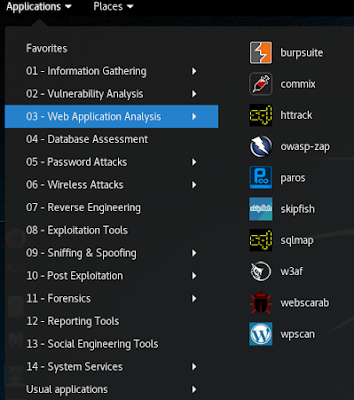 Applications Places
Favorites
01 - Information Gathering
02 - Vulnerability Analysis
03 - Web Application Analysis
04 - Database Assessment
05 - Password Attacks
06 - Wireless Attacks
07 - Reverse Engineering
08 - Exploitation Tools
09 - Sniffing & Spoofing
10 - Post Exploitation
11 - Forensics
12 - Reporting Tools
13 - Social Engineering Tools
14 - System Services
Usual applications
burpsuite
commix
httrack
owasp-zap
paros
skipfish
sqlmap
w3af
webscarab
wpscan